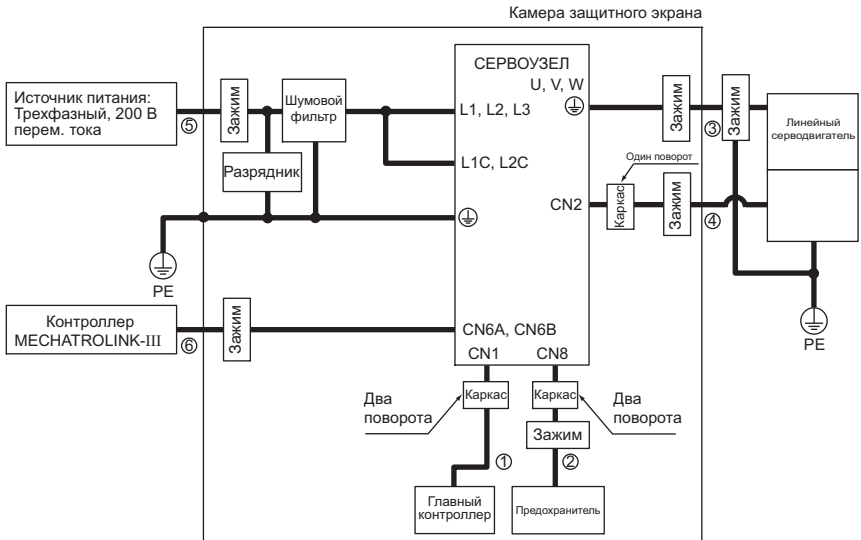 Камера защитного экрана
СЕРВОУЗЕЛ
U, V, W
Источник питания:
Трехфазный, 200 В
перем. тока
⑤
Зажим
Шумовой
фильтр
L1, L2, L3
Зажим
③
Зажим
Линейный
серводвигатель
Разрядник
L1C, L2C
Один поворот
CN2
Каркас
Зажим
④
PE
PE
Контроллер
MECHATROLINK-III
⑥
Зажим
CN6A, CN6B
CN1
CN8
Два
поворота
Каркас
Каркас
Два
поворота
Зажим
①
②
Главный
контроллер
Предохранитель